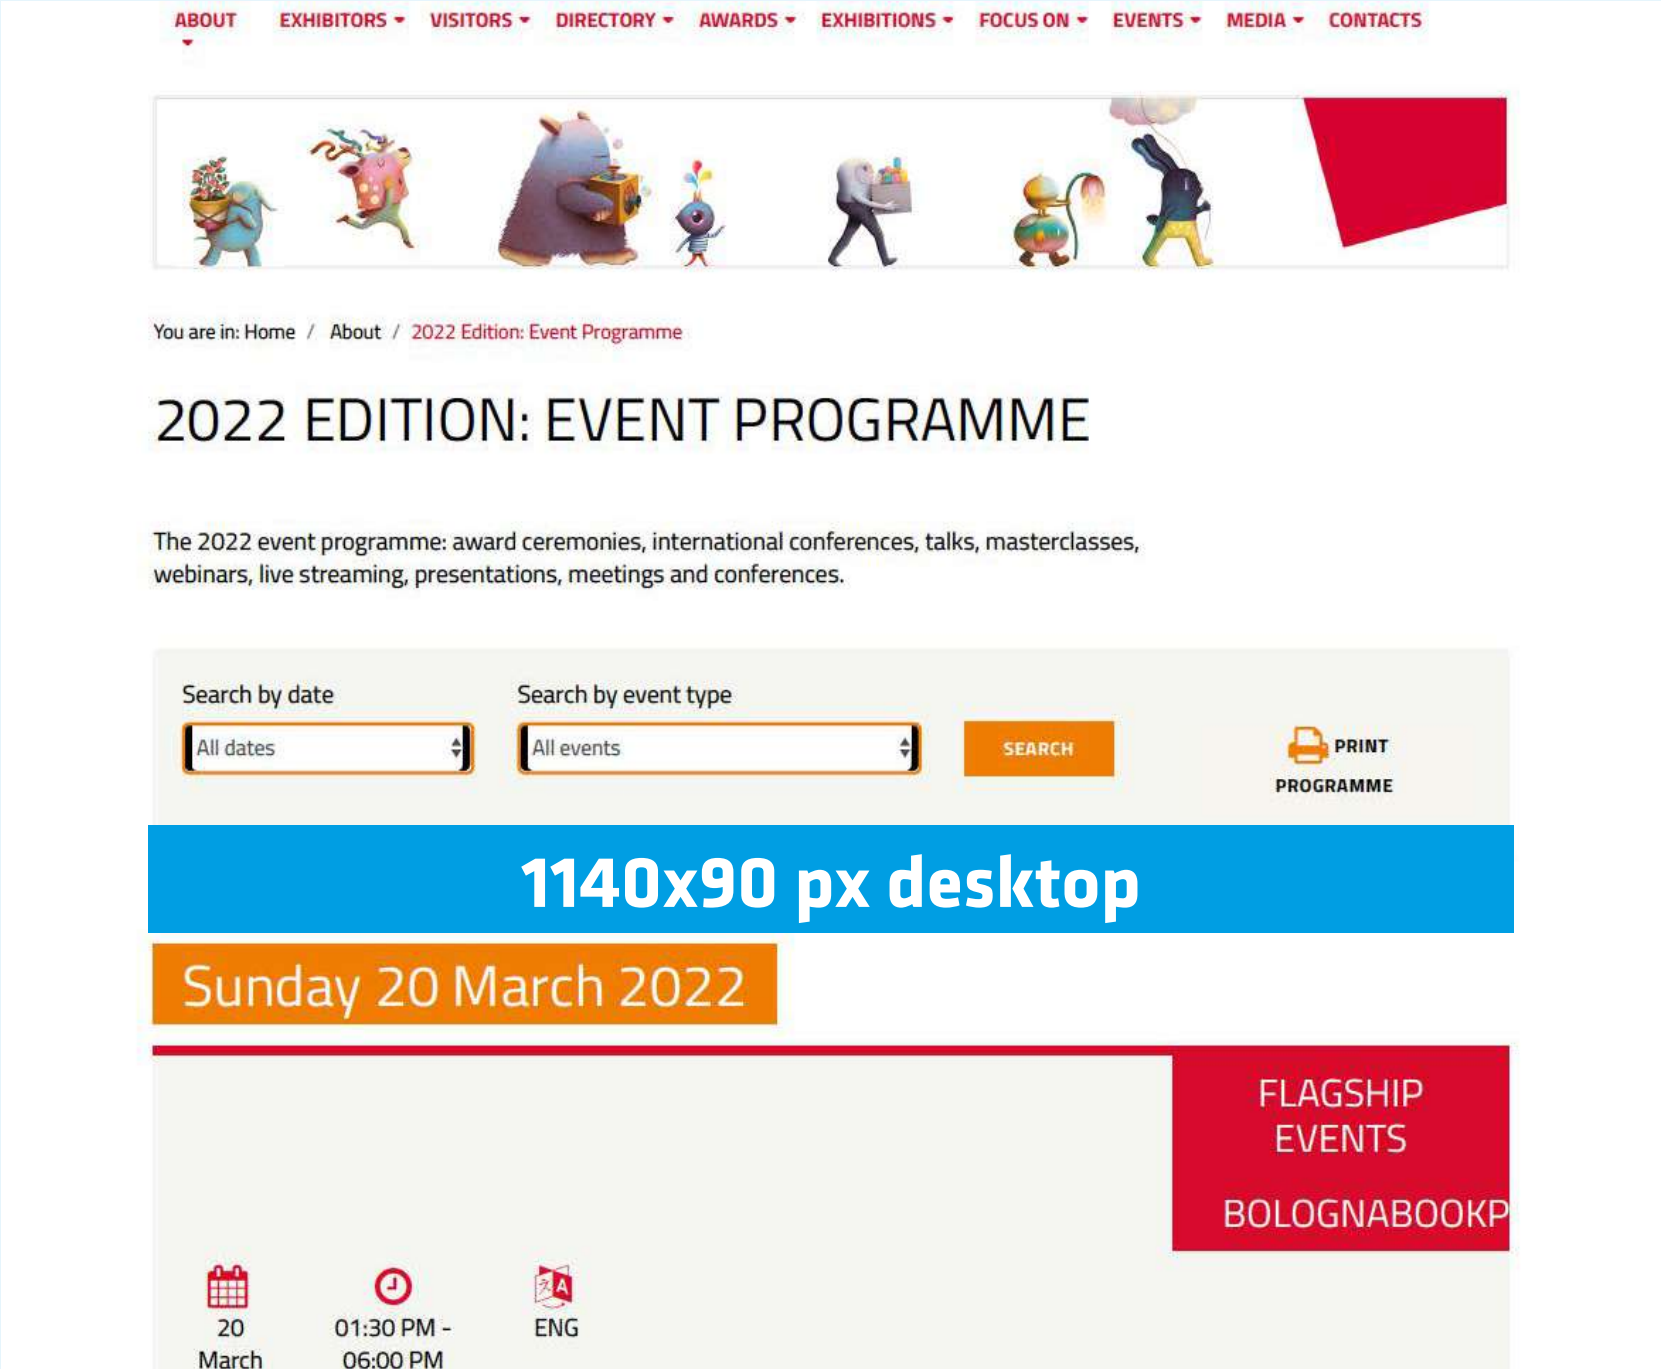 ABOUT EXHIBITORS VISITORS DIRECTORY AWARDS EXHIBITIONS FOCUS ON EVENTS MEDIA CONTACTS
You are in: Home / About / 2022 Edition: Event Programme
2022 EDITION: EVENT PROGRAMME
The 2022 event programme: award ceremonies, international conferences, talks, masterclasses,
webinars, live streaming, presentations, meetings and conferences.
Search by date Search by event type
All dates All events SEARCH PRINT
PROGRAMME
1140x90 px desktop
Sunday 20 March 2022
FLAGSHIP
EVENTS
BOLOGNABOOKP
20 01:30 PM - ENG
March 06:00 PM